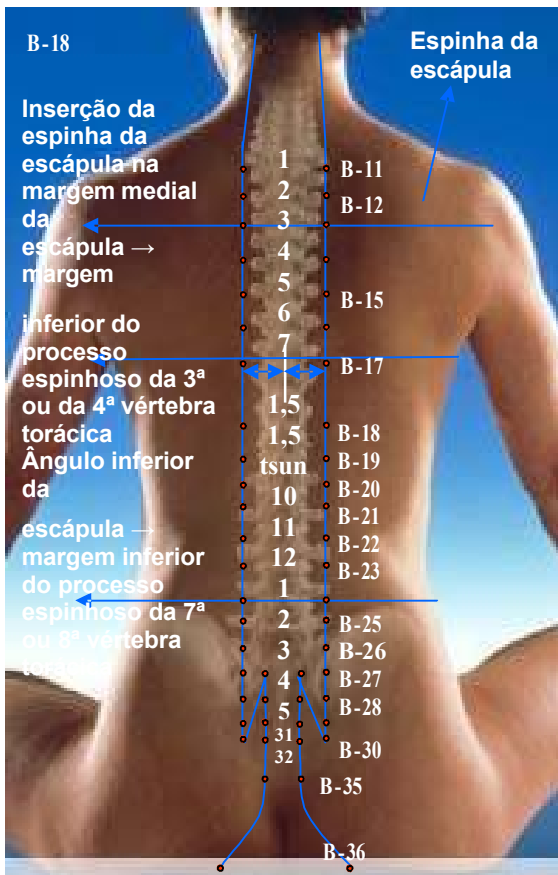 B-18
Espinha da
escápula
Inserção da
espinha da
escápula na
margem medial
da
escápula →
margem
inferior do
processo
espinhoso da 3ª
ou da 4ª vértebra
torácica
Ângulo inferior
da
escápula →
margem inferior
do processo
espinhoso da 7ª
ou 8ª vértebra
1
2
3
4
5
6
7
1,5
1,5
tsun
10
11
12
1
2
3
4
5
31
32
B-11
B-12
B-15
B-17
B-18
B-19
B-20
B-21
B-22
B-23
B-25
B-26
B-27
B-28
B-30
B-35
B-36